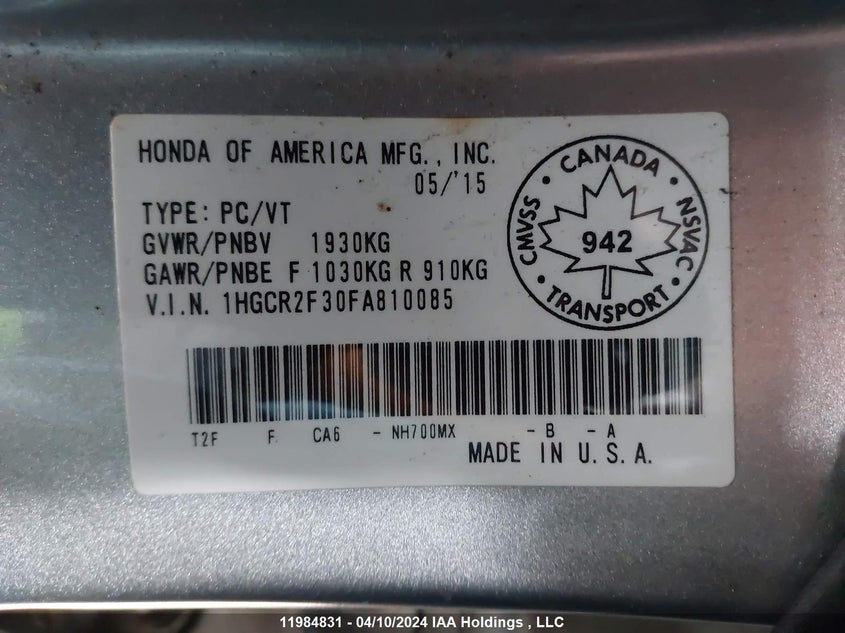 HONDA OF AMERICA MFG., INC.
05/'15
TYPE: PC/VT
GVWR/PNBV 1930KG
GAWR/PNBE F 1030KG R 910KG
V.I.N. 1HGCR2F30FA810085
CANADA
CMVSS
NSVAC
942
TRANSPORT
T2F F CA6 - NH700MX - B - A
MADE IN U.S.A.
11984831 - 04/10/2024 IAA Holdings , LLC